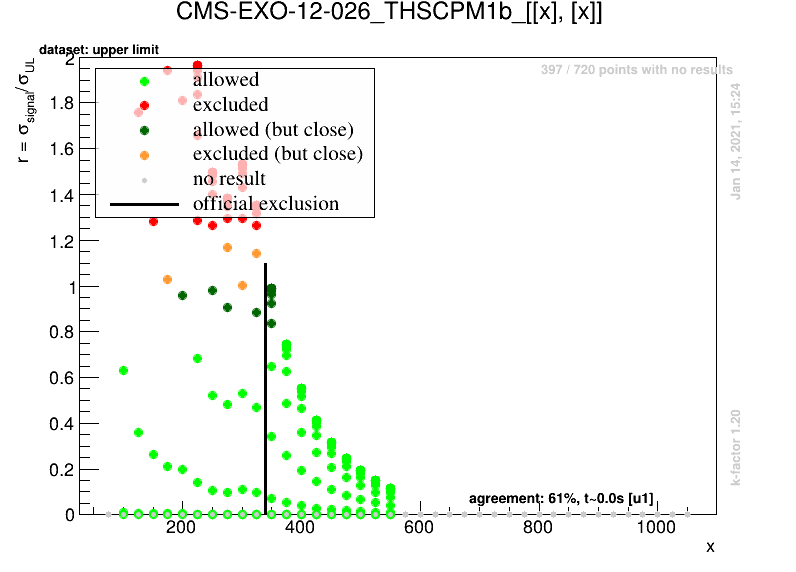 CMS-EXO-12-026_THSCPM1b_[[x], [x]]
dataset: upper limit
397 / 720 points with no results
r = σsignal/σUL
allowed
excluded
allowed (but close)
excluded (but close)
no result
official exclusion
Jan 14, 2021, 15:24
k-factor 1.20
agreement: 61%, t~0.0s [u1]
2
1.8
1.6
1.4
1.2
1
0.8
0.6
0.4
0.2
0
200 400 600 800 1000
x